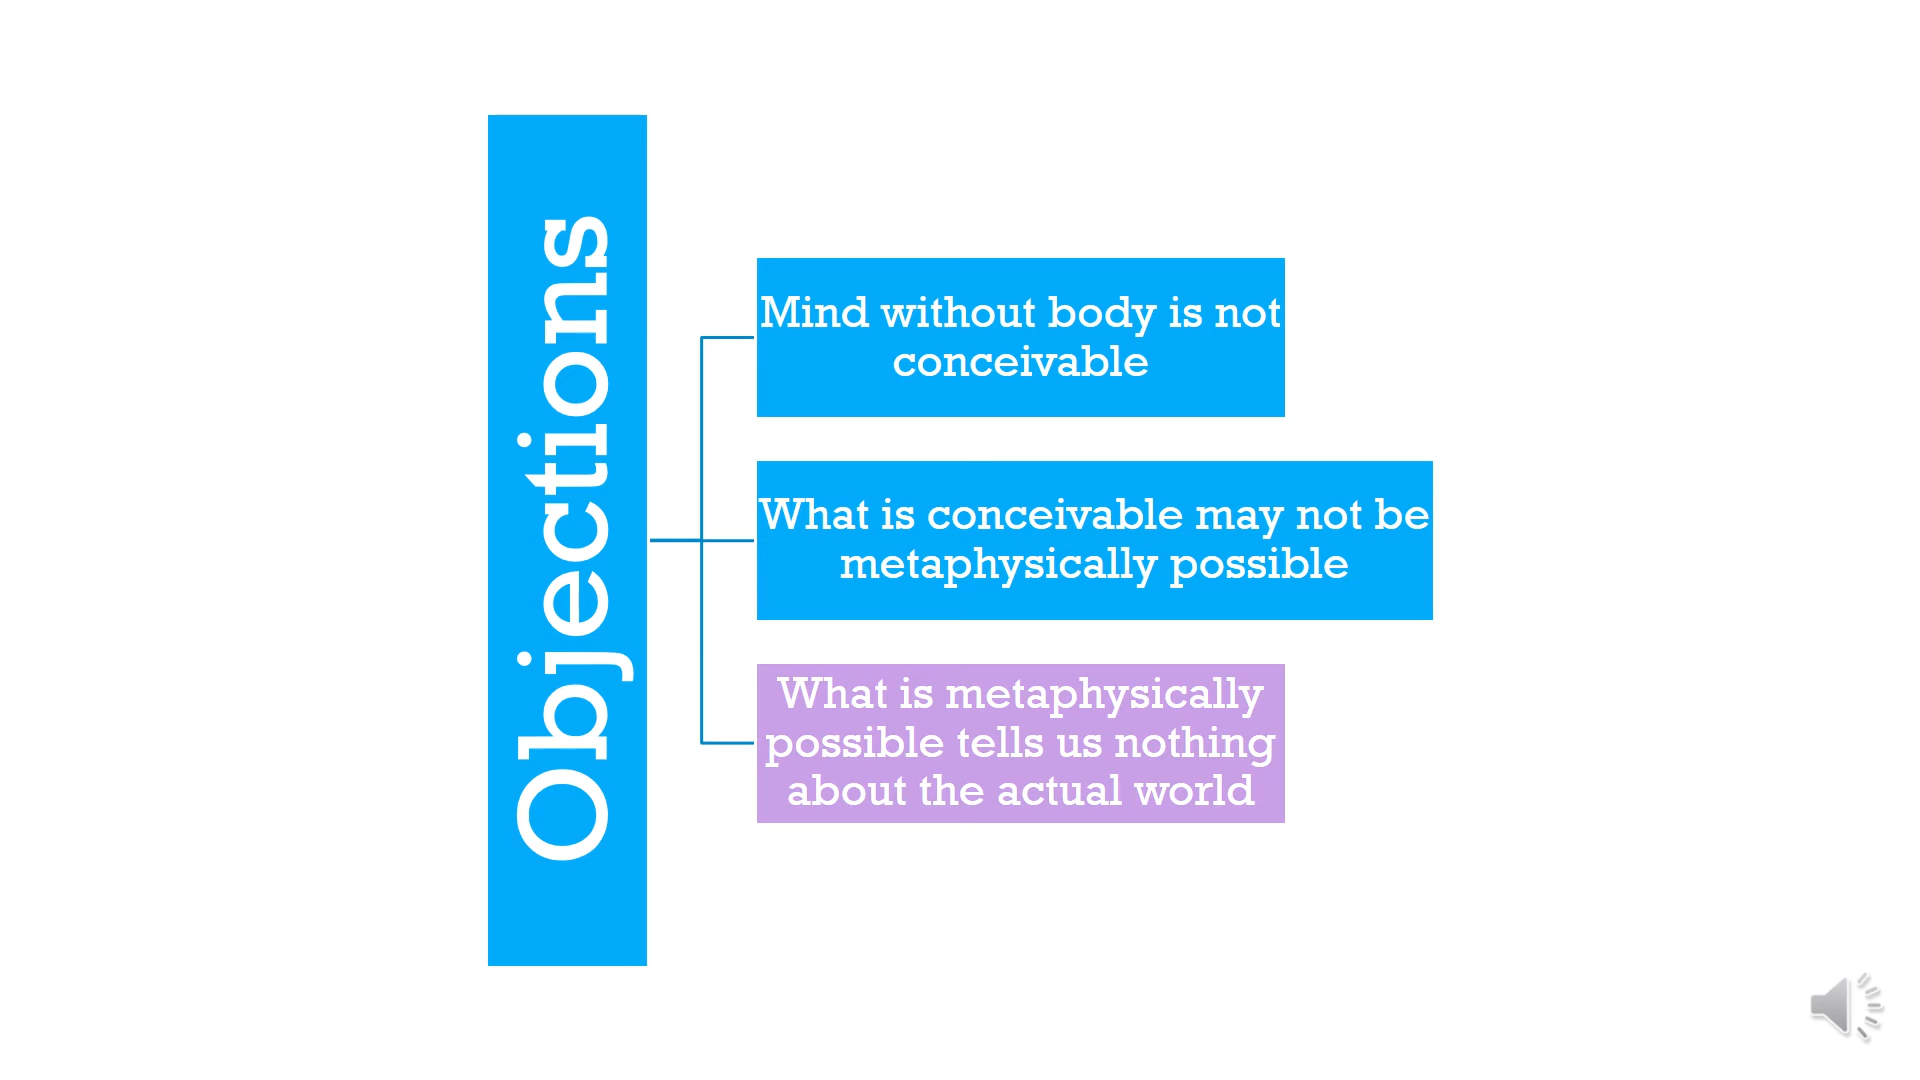 Objections
Mind without body is not
conceivable
What is conceivable may not be
metaphysically possible
What is metaphysically
possible tells us nothing
about the actual world